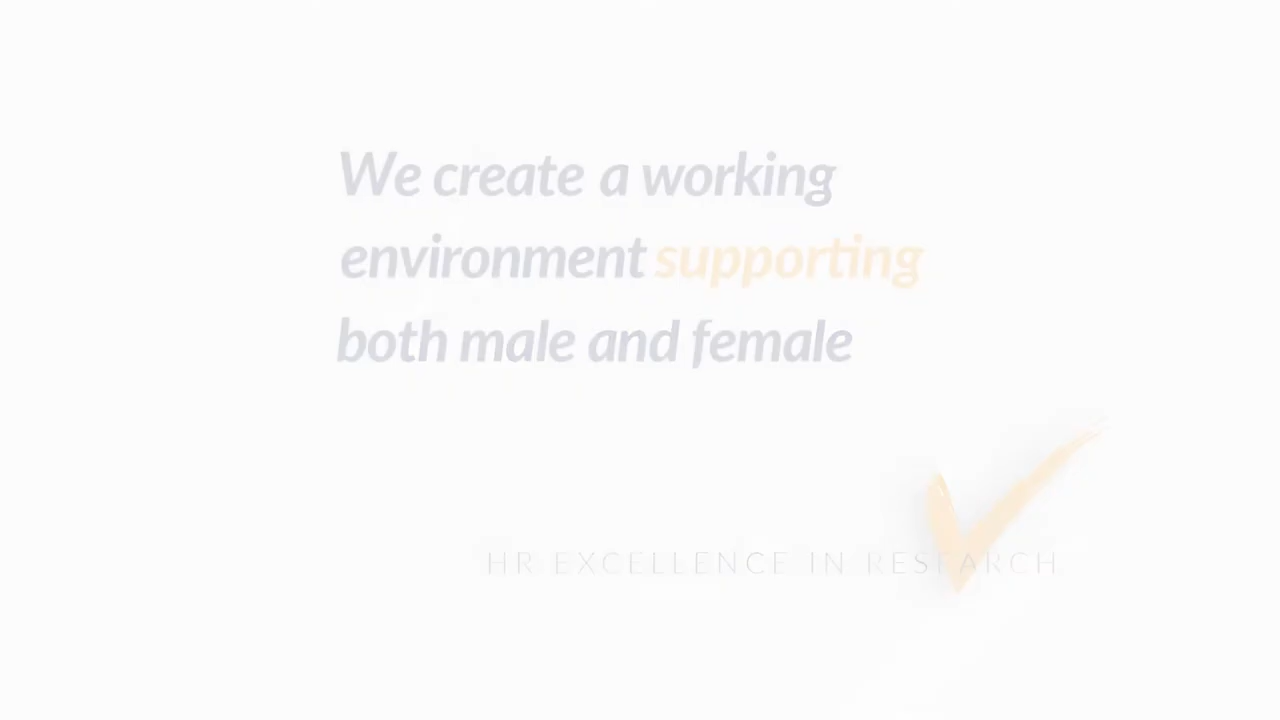 We create a working
environment supporting
both male and female
HR EXCELLENCE IN RESEARCH